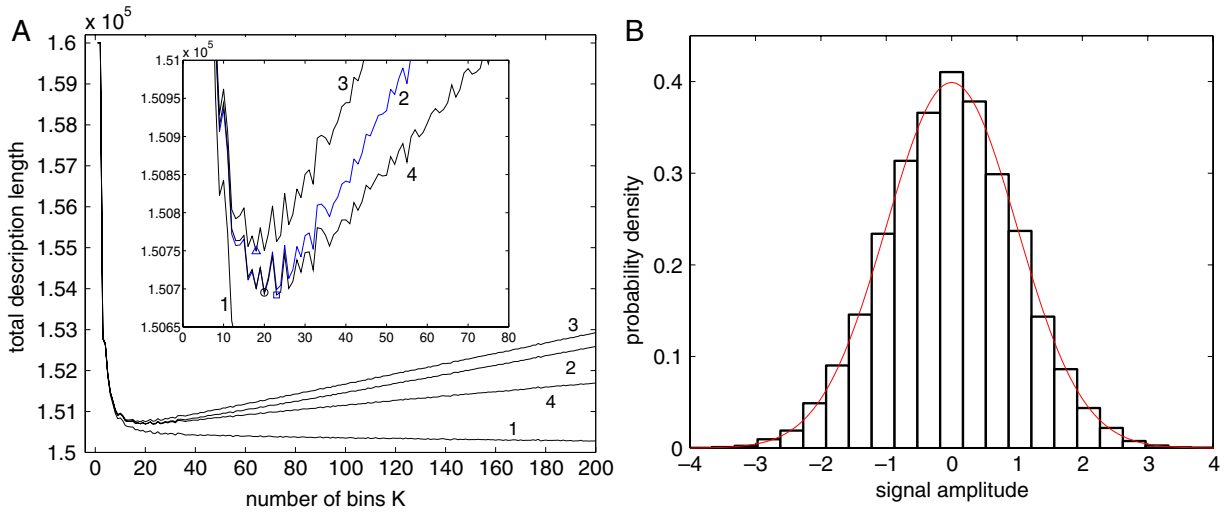 A
x 10⁵
1.6
1.59
1.58
1.57
1.56
1.55
1.54
1.53
1.52
1.51
1.5
total description length
0 20 40 60 80 100 120 140 160 180 200
number of bins K
3
2
4
1
x 10⁵
1.51
1.5095
1.509
1.5085
1.508
1.5075
1.507
1.5065
0 10 20 30 40 50 60 70 80
3
2
4
1
B
0.4
0.3
0.2
0.1
0
probability density
−4 −3 −2 −1 0 1 2 3 4
signal amplitude